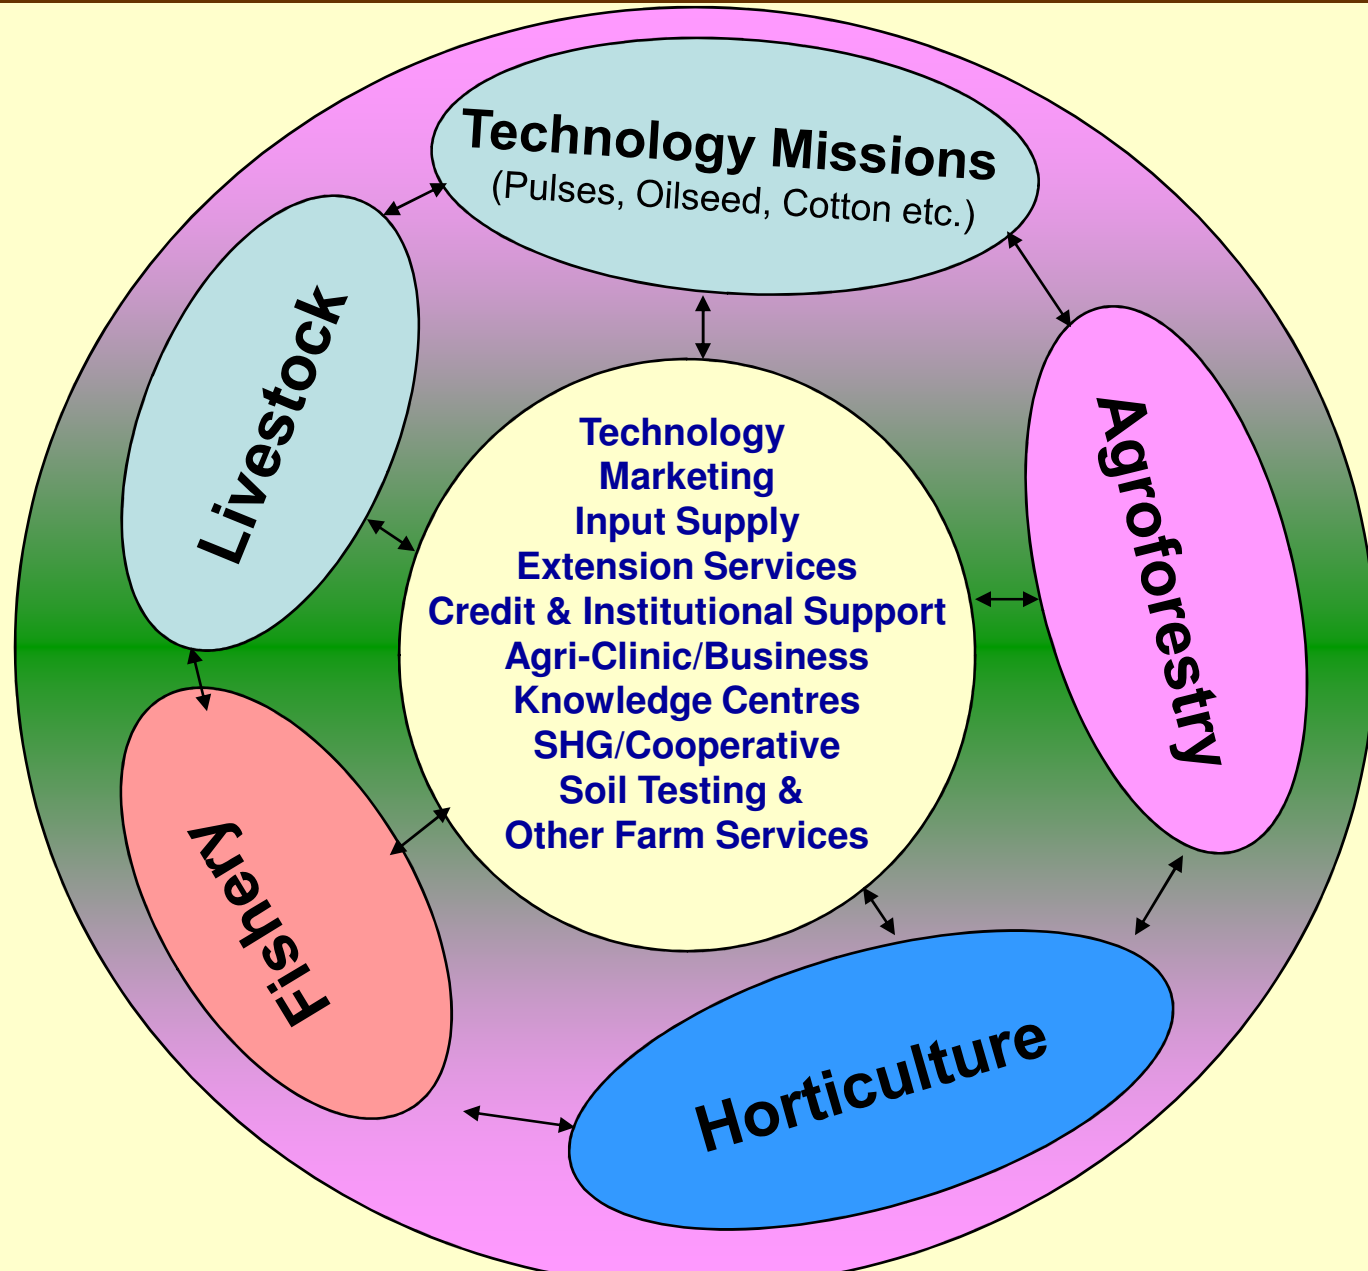 Technology Missions
(Pulses, Oilseed, Cotton etc.)
Livestock
Agroforestry
Technology
Marketing
Input Supply
Extension Services
Credit & Institutional Support
Agri-Clinic/Business
Knowledge Centres
SHG/Cooperative
Soil Testing &
Other Farm Services
Fishery
Horticulture